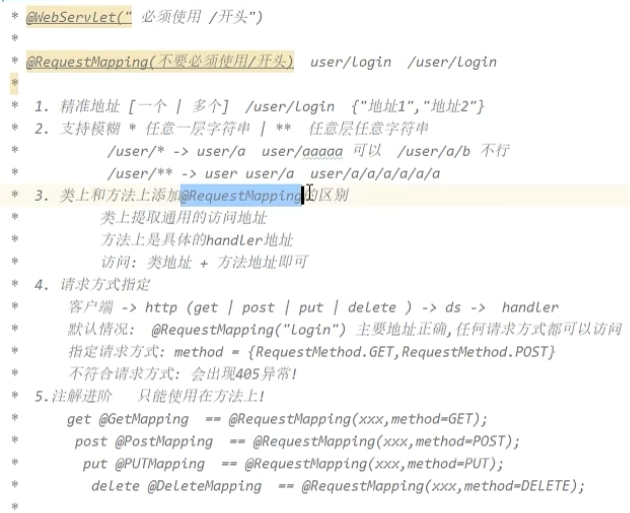 * @WebServlet(" 必须使用 /开头")
*
* @RequestMapping(不要必须使用/开头) user/login /user/login
*
* 1. 精准地址 [一个 | 多个] /user/login {"地址1","地址2"}
* 2. 支持模糊 * 任意一层字符串 | ** 任意层任意字符串
* /user/* -> user/a user/aaaaa 可以 /user/a/b 不行
* /user/** -> user user/a user/a/a/a/a/a
* 3. 类上和方法上添加@RequestMapping的区别
* 类上提取通用的访问地址
* 方法上是具体的handler地址
* 访问: 类地址 + 方法地址即可
* 4. 请求方式指定
* 客户端 -> http (get | post | put | delete ) -> ds -> handler
* 默认情况: @RequestMapping("login") 主要地址正确,任何请求方式都可以访问
* 指定请求方式: method = {RequestMethod.GET,RequestMethod.POST}
* 不符合请求方式: 会出现405异常!
* 5.注解进阶 只能使用在方法上!
* get @GetMapping == @RequestMapping(xxx,method=GET);
* post @PostMapping == @RequestMapping(xxx,method=POST);
* put @PUTMapping == @RequestMapping(xxx,method=PUT);
* delete @DeleteMapping == @RequestMapping(xxx,method=DELETE);
*